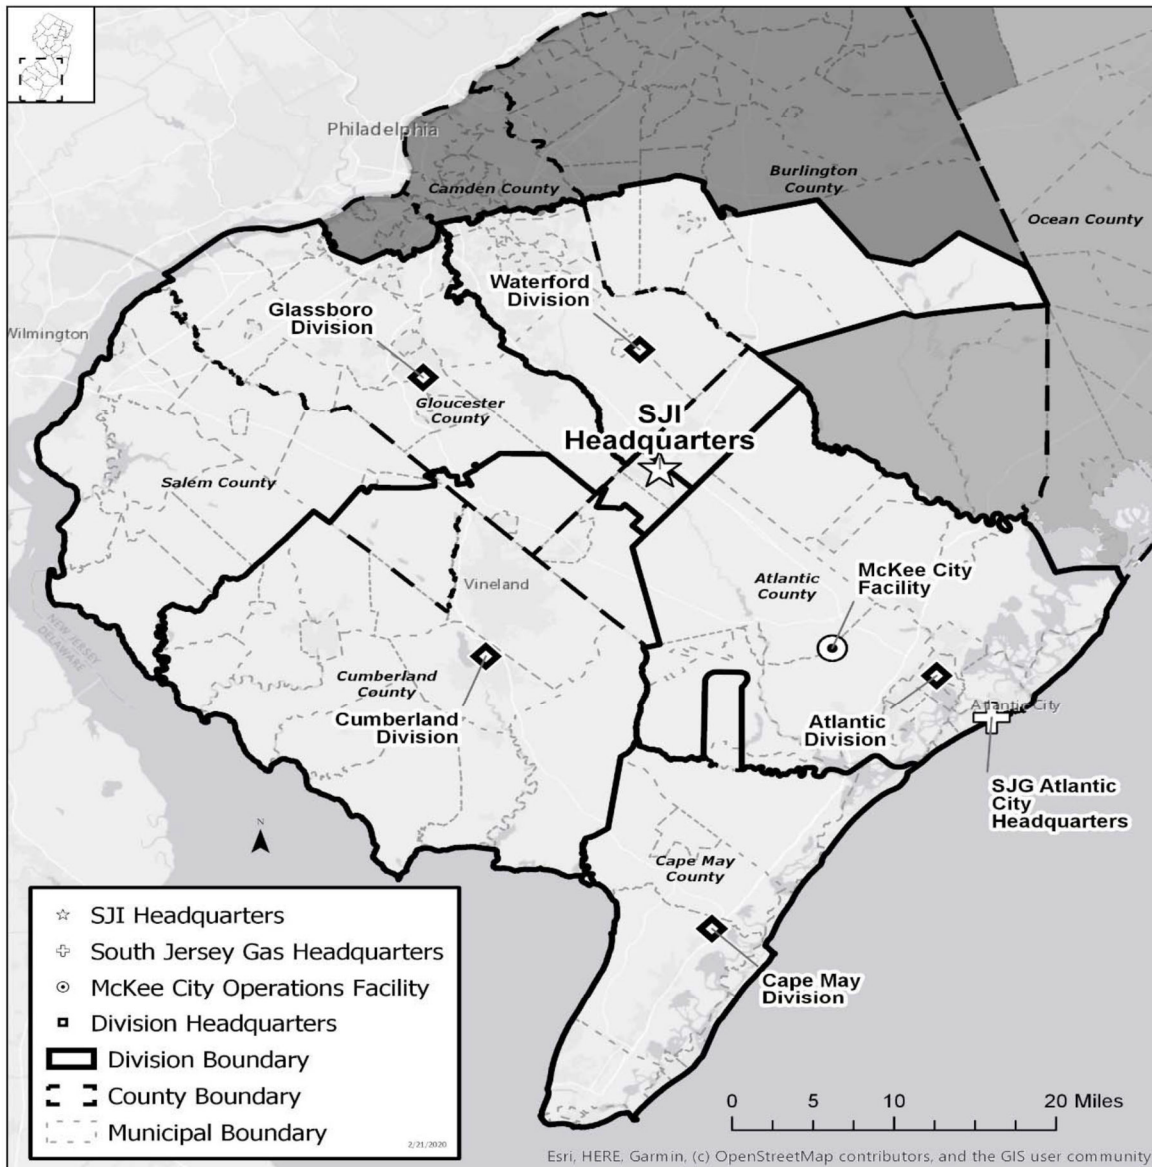 Philadelphia
Camden County
Burlington
County
Ocean County
Waterford
Division
Glassboro
Division
Wilmington
Gloucester
County
SJI
Headquarters
Salem County
McKee City
Facility
Atlantic
County
Vineland
NEW JERSEY
DELAWARE
Cumberland
County
Cumberland
Division
Atlantic City
Atlantic
Division
SJG Atlantic
City
Headquarters
N
Cape May
County
Cape May
Division
SJI Headquarters
South Jersey Gas Headquarters
McKee City Operations Facility
Division Headquarters
Division Boundary
County Boundary
Municipal Boundary
2/21/2020
0 5 10 20 Miles
Esri, HERE, Garmin, (c) OpenStreetMap contributors, and the GIS user community